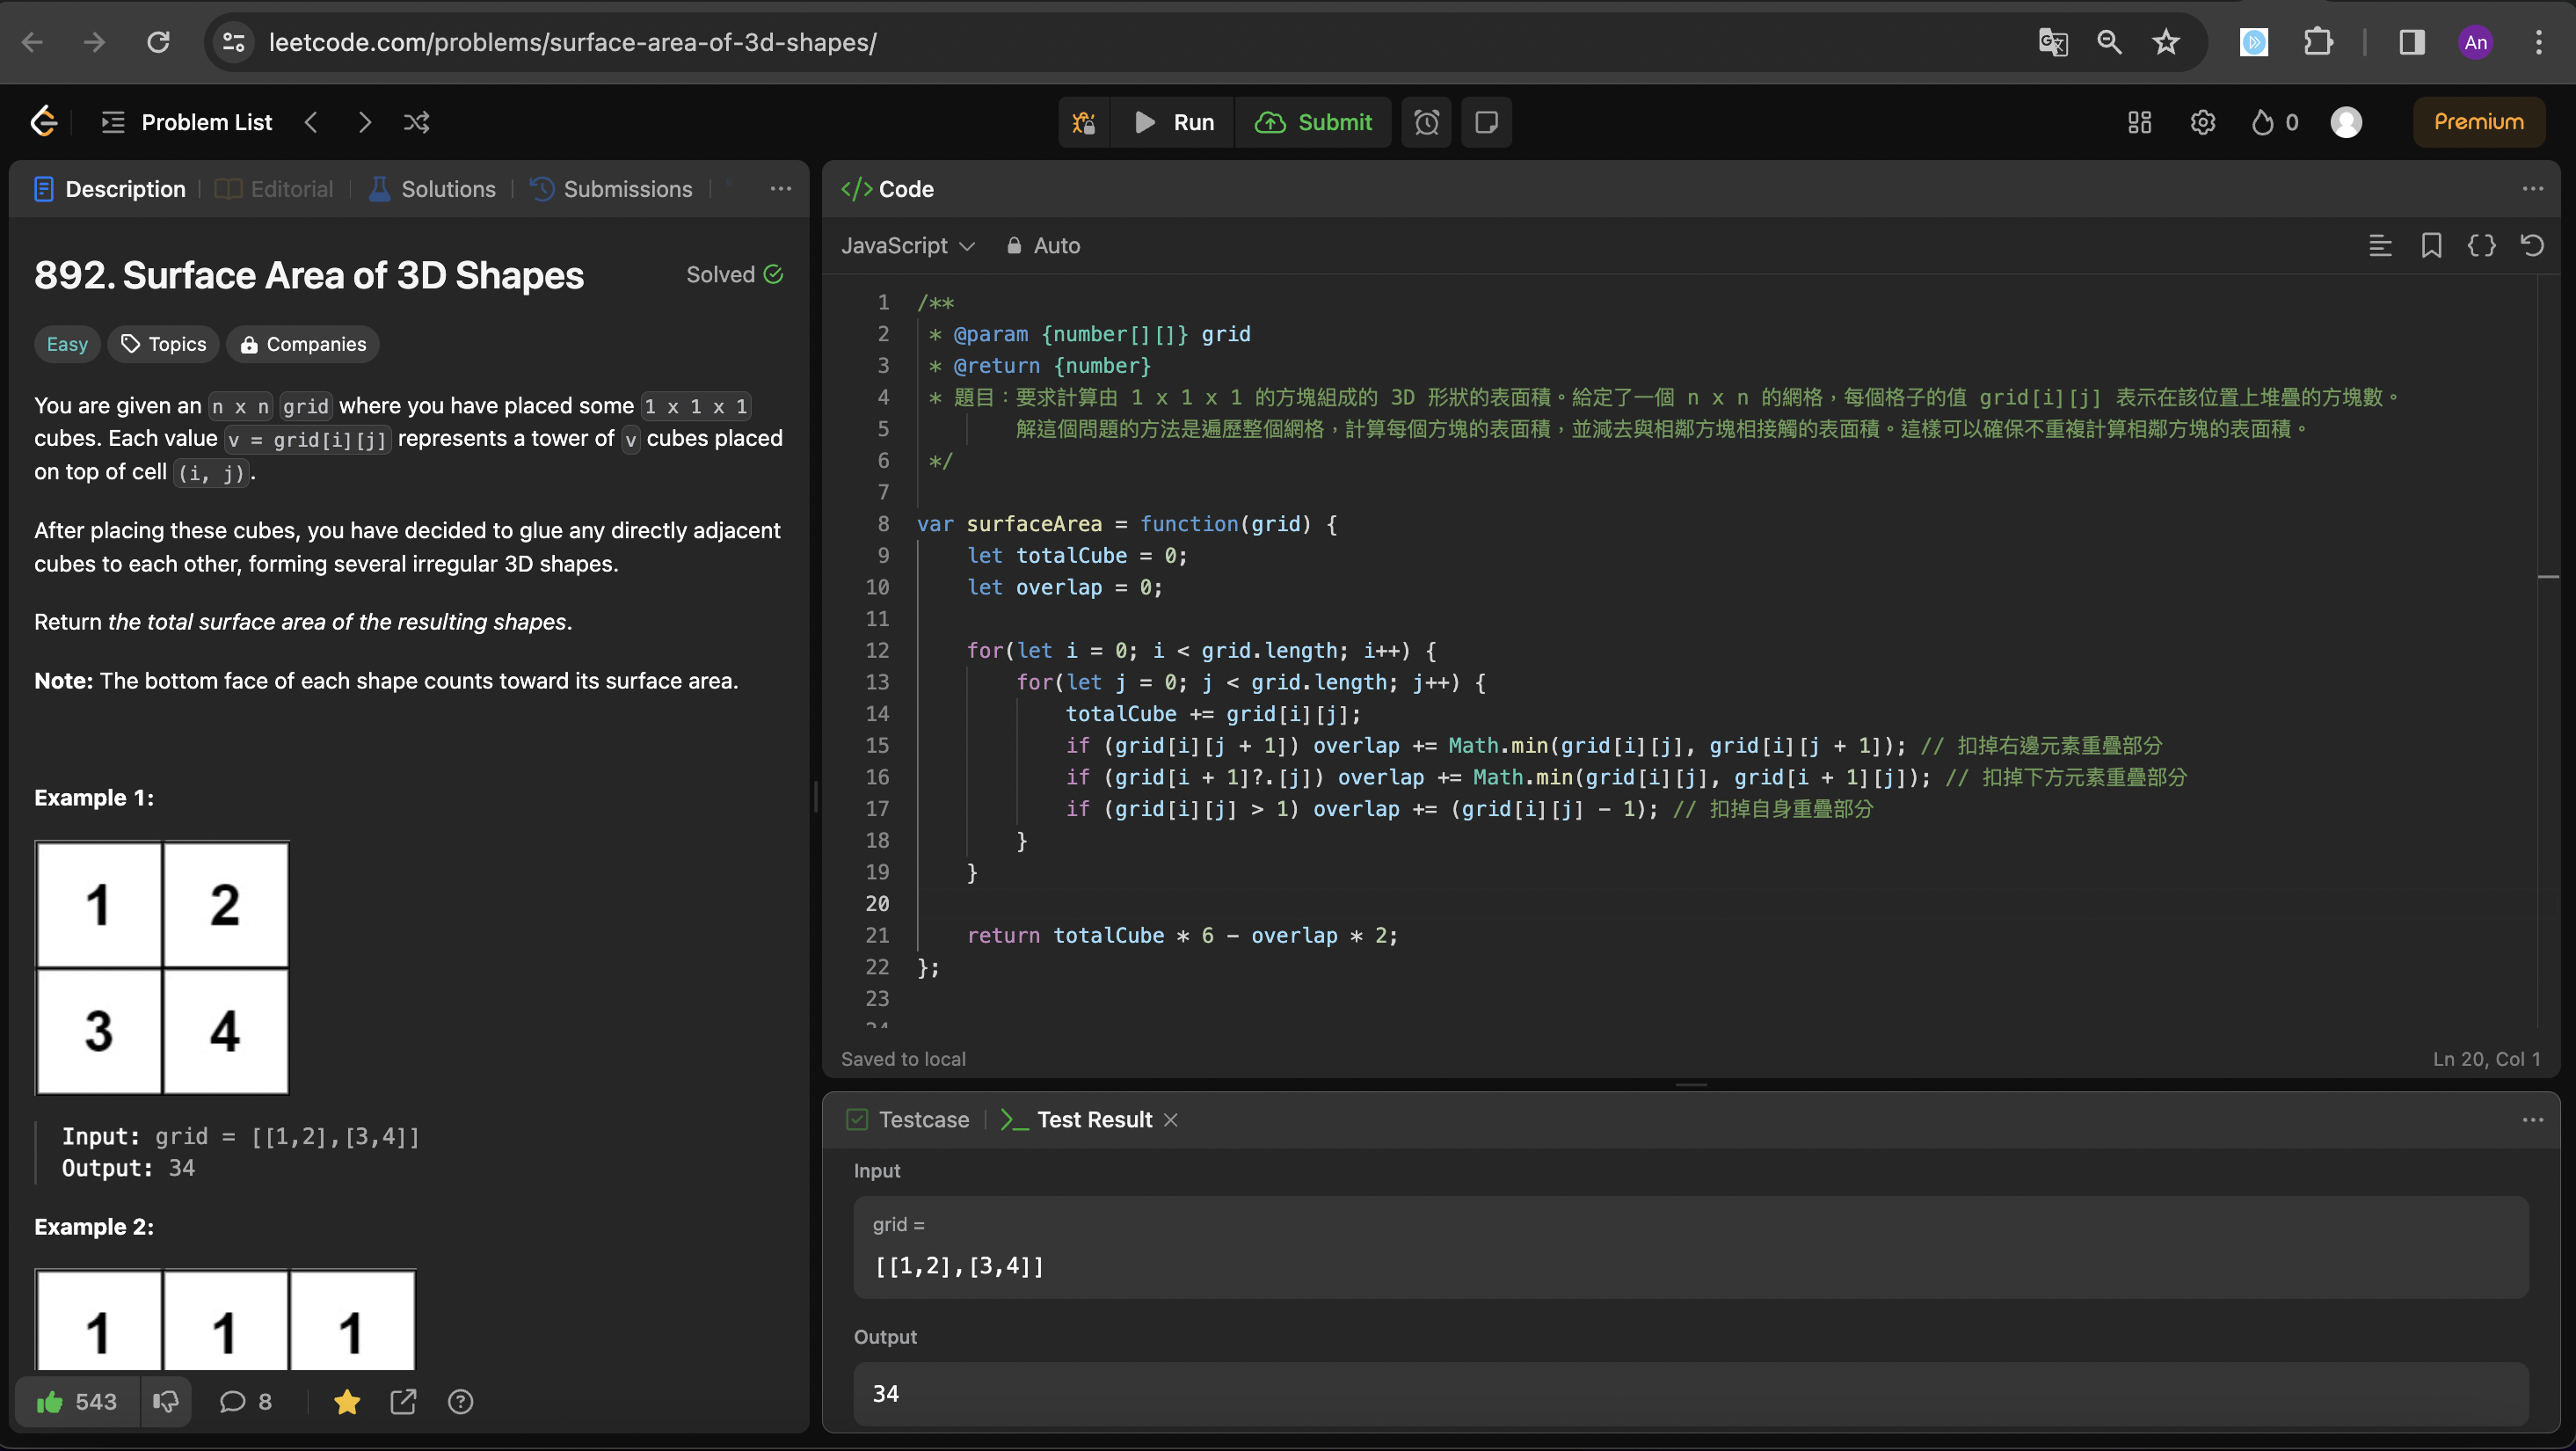 leetcode.com/problems/surface-area-of-3d-shapes/
An
Problem List
Run
Submit
0
Premium
Description
Editorial
Solutions
Submissions
892. Surface Area of 3D Shapes
Solved
Easy
Topics
Companies
You are given an n x n grid where you have placed some 1 x 1 x 1
cubes. Each value v = grid[i][j] represents a tower of v cubes placed
on top of cell (i, j).
After placing these cubes, you have decided to glue any directly adjacent
cubes to each other, forming several irregular 3D shapes.
Return the total surface area of the resulting shapes.
Note: The bottom face of each shape counts toward its surface area.
Example 1:
1 2
3 4
Input: grid = [[1,2],[3,4]]
Output: 34
Example 2:
1 1 1
543
8
</> Code
JavaScript
Auto
1 /**
2  * @param {number[][]} grid
3  * @return {number}
4  * 題目：要求計算由 1 x 1 x 1 的方塊組成的 3D 形狀的表面積。給定了一個 n x n 的網格，每個格子的值 grid[i][j] 表示在該位置上堆疊的方塊數。
5         解這個問題的方法是遍歷整個網格，計算每個方塊的表面積，並減去與相鄰方塊相接觸的表面積。這樣可以確保不重複計算相鄰方塊的表面積。
6  */
7
8 var surfaceArea = function(grid) {
9     let totalCube = 0;
10     let overlap = 0;
11
12     for(let i = 0; i < grid.length; i++) {
13         for(let j = 0; j < grid.length; j++) {
14             totalCube += grid[i][j];
15             if (grid[i][j + 1]) overlap += Math.min(grid[i][j], grid[i][j + 1]); // 扣掉右邊元素重疊部分
16             if (grid[i + 1]?.[j]) overlap += Math.min(grid[i][j], grid[i + 1][j]); // 扣掉下方元素重疊部分
17             if (grid[i][j] > 1) overlap += (grid[i][j] - 1); // 扣掉自身重疊部分
18         }
19     }
20
21     return totalCube * 6 - overlap * 2;
22 };
23
24
Saved to local
Ln 20, Col 1
Testcase
Test Result
Input
grid =
[[1,2],[3,4]]
Output
34